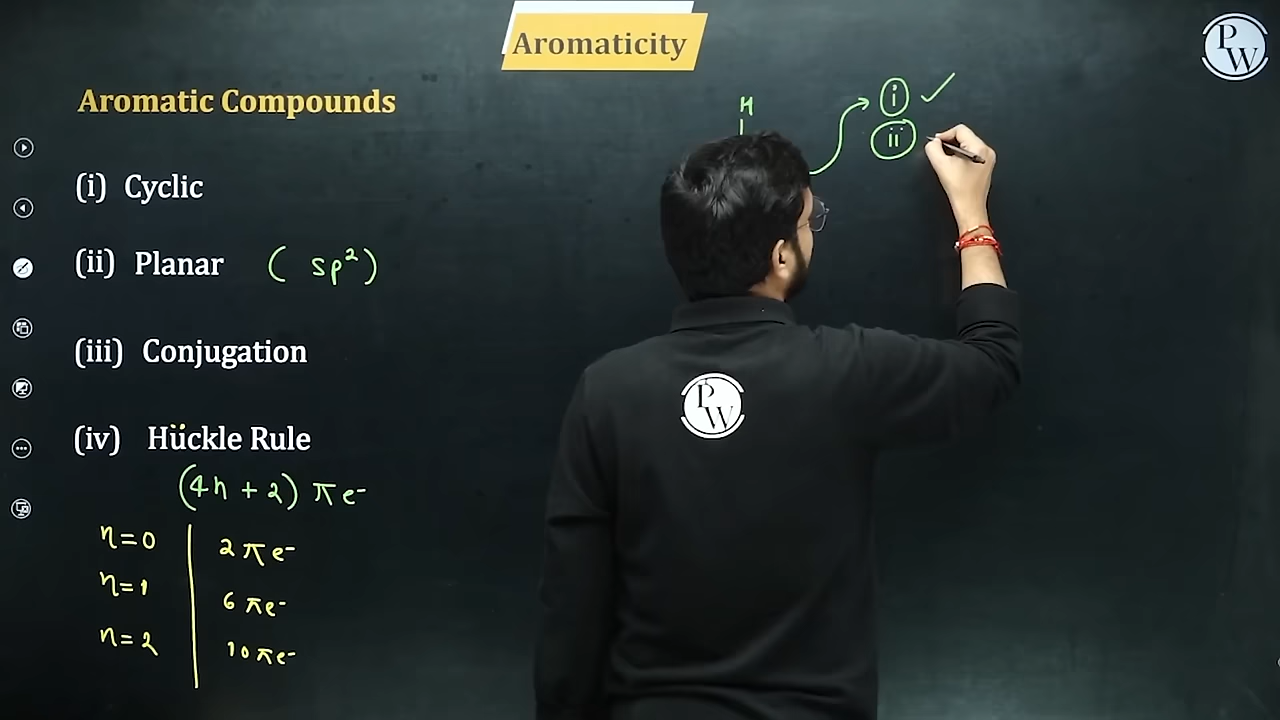 Aromaticity
PW
Aromatic Compounds
H
(i) ✓
(ii)
(i) Cyclic
(ii) Planar ( sp²)
(iii) Conjugation
PW
(iv) Hückle Rule
(4n + 2) π e⁻
n=0 | 2 π e⁻
n=1 | 6 π e⁻
n=2 | 10 π e⁻